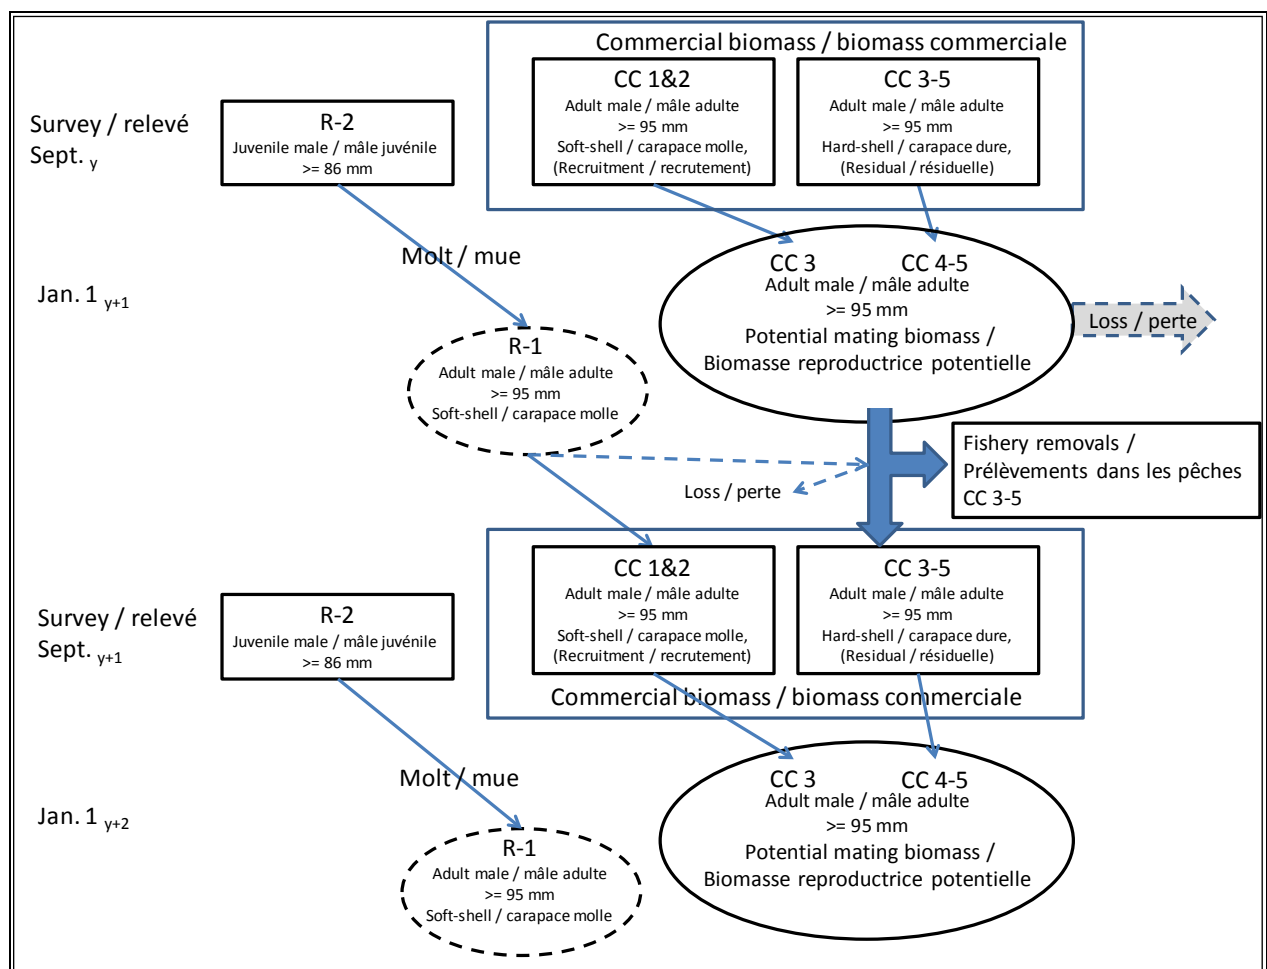 Commercial biomass / biomass commerciale
Survey / relevé
Sept. y
R-2
Juvenile male / mâle juvénile
>= 86 mm
CC 1&2
Adult male / mâle adulte
>= 95 mm
Soft-shell / carapace molle,
(Recruitment / recrutement)
CC 3-5
Adult male / mâle adulte
>= 95 mm
Hard-shell / carapace dure,
(Residual / résiduelle)
Molt / mue
Jan. 1 y+1
CC 3
CC 4-5
Adult male / mâle adulte
>= 95 mm
Potential mating biomass /
Biomasse reproductrice potentielle
Loss / perte
R-1
Adult male / mâle adulte
>= 95 mm
Soft-shell / carapace molle
Loss / perte
Fishery removals /
Prélèvements dans les pêches
CC 3-5
Survey / relevé
Sept. y+1
R-2
Juvenile male / mâle juvénile
>= 86 mm
CC 1&2
Adult male / mâle adulte
>= 95 mm
Soft-shell / carapace molle,
(Recruitment / recrutement)
CC 3-5
Adult male / mâle adulte
>= 95 mm
Hard-shell / carapace dure,
(Residual / résiduelle)
Commercial biomass / biomass commerciale
Molt / mue
Jan. 1 y+2
CC 3
CC 4-5
Adult male / mâle adulte
>= 95 mm
Potential mating biomass /
Biomasse reproductrice potentielle
R-1
Adult male / mâle adulte
>= 95 mm
Soft-shell / carapace molle